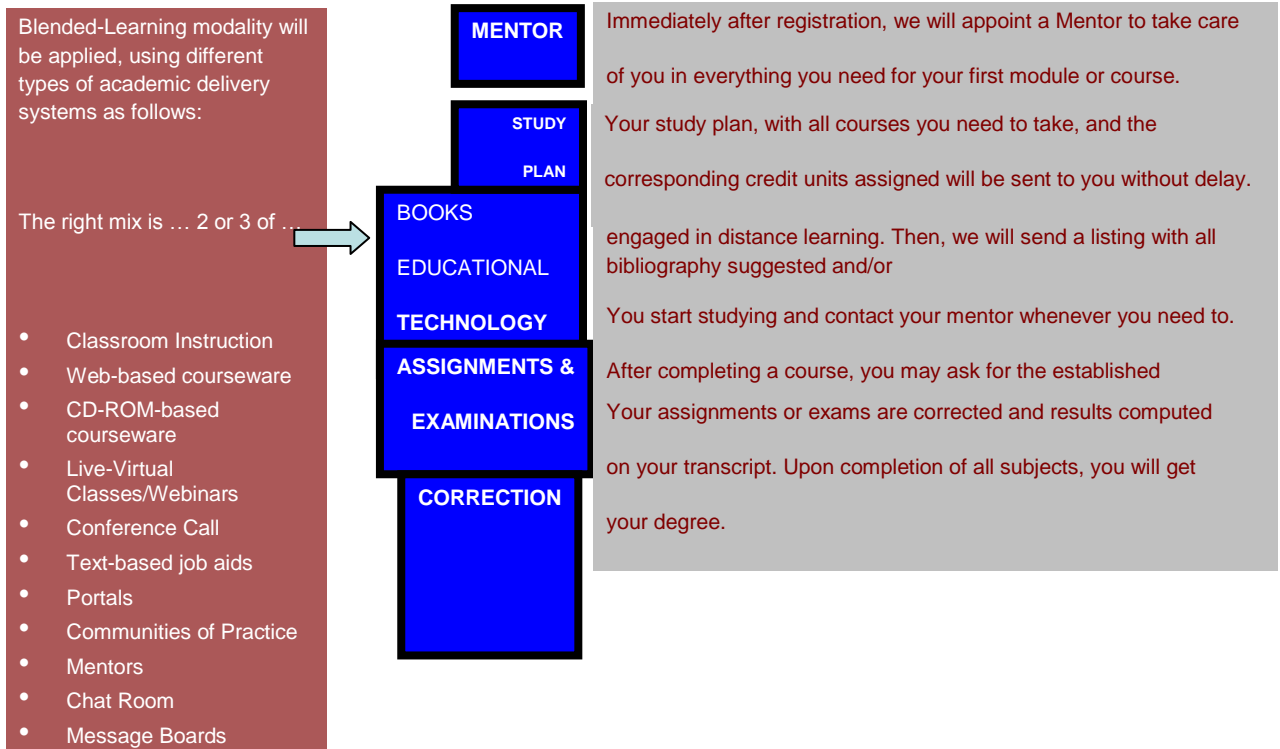 Blended-Learning modality will
be applied, using different
types of academic delivery
systems as follows:
The right mix is … 2 or 3 of …
• Classroom Instruction
• Web-based courseware
• CD-ROM-based
courseware
• Live-Virtual
Classes/Webinars
• Conference Call
• Text-based job aids
• Portals
• Communities of Practice
• Mentors
• Chat Room
• Message Boards
MENTOR
STUDY
PLAN
BOOKS
EDUCATIONAL
TECHNOLOGY
ASSIGNMENTS &
EXAMINATIONS
CORRECTION
Immediately after registration, we will appoint a Mentor to take care
of you in everything you need for your first module or course.
Your study plan, with all courses you need to take, and the
corresponding credit units assigned will be sent to you without delay.
engaged in distance learning. Then, we will send a listing with all
bibliography suggested and/or
You start studying and contact your mentor whenever you need to.
After completing a course, you may ask for the established
Your assignments or exams are corrected and results computed
on your transcript. Upon completion of all subjects, you will get
your degree.